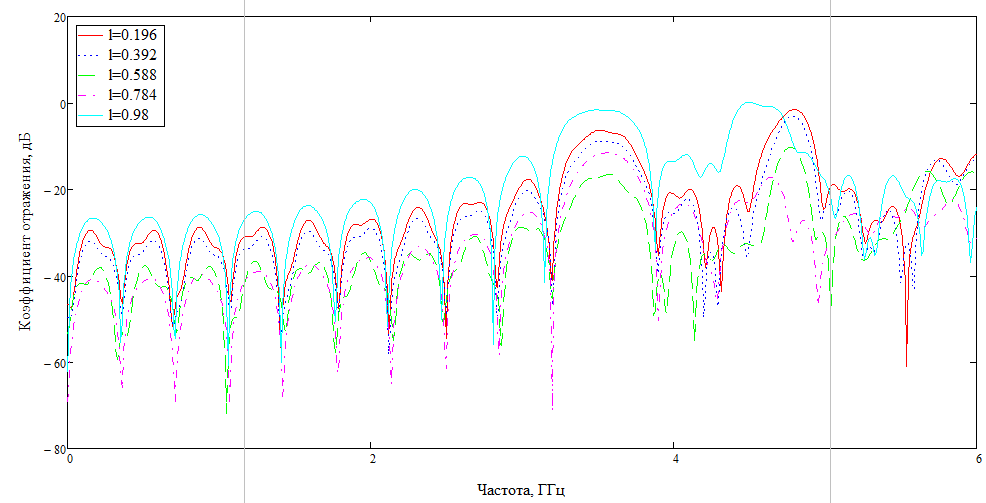 20
l=0.196
l=0.392
l=0.588
l=0.784
l=0.98
0
−20
−40
−60
−80
Коэффициент отражения, дБ
0 2 4 6
Частота, ГГц